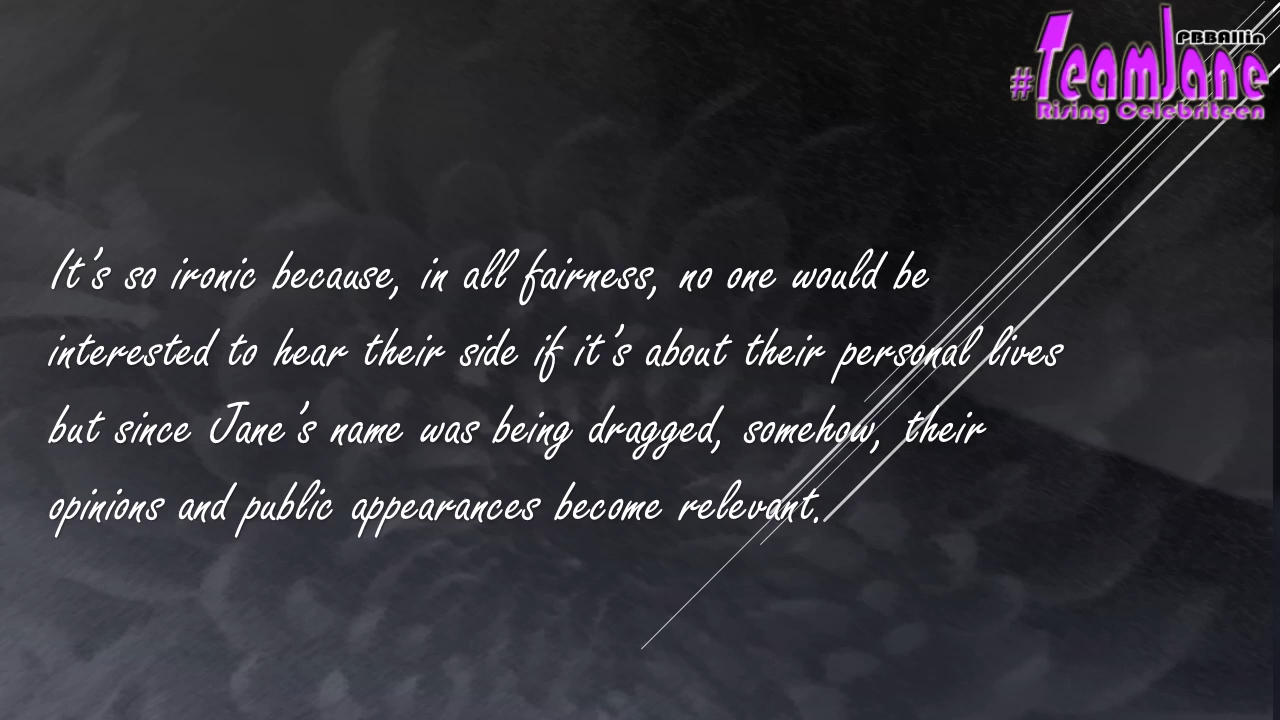 PBBAllIn
#TeamJane
Rising Celebriteen
It's so ironic because, in all fairness, no one would be
interested to hear their side if it's about their personal lives
but since Jane's name was being dragged, somehow, their
opinions and public appearances become relevant.